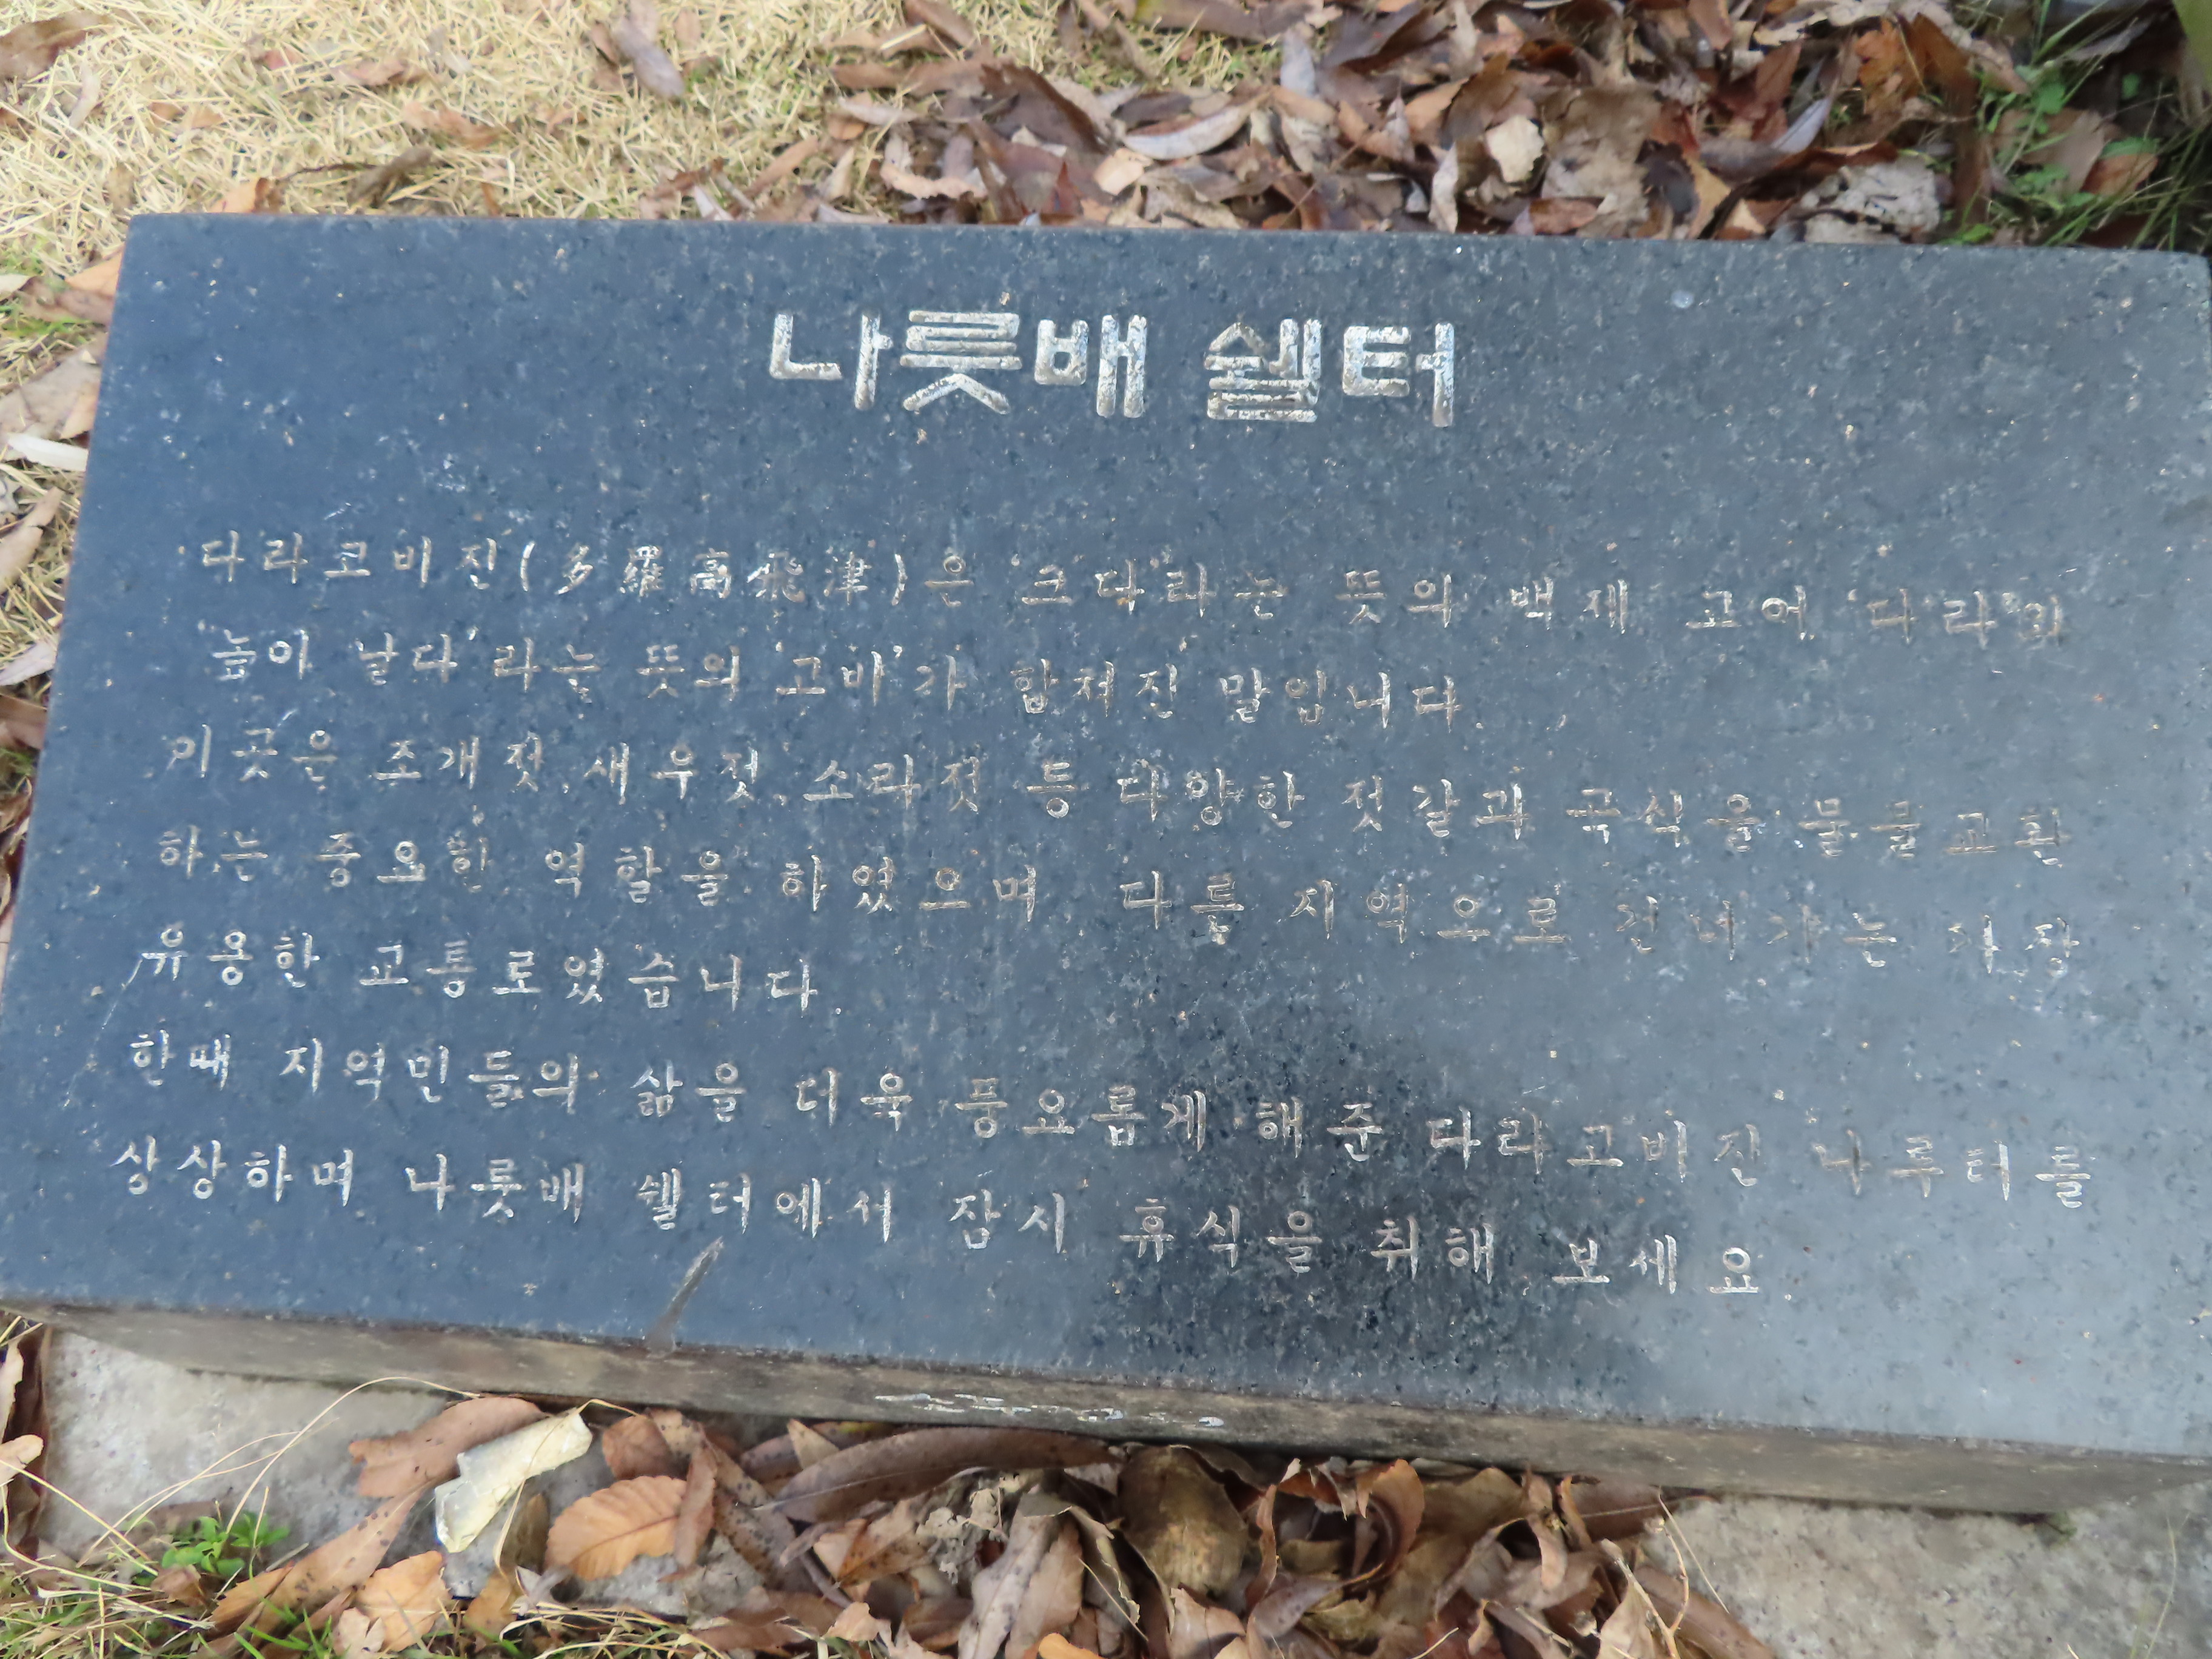 나룻배 쉘터
다라고비진(多羅高飛津)은 '크다'라는 뜻의 백제 고어 '다라'와
'높이 날다'라는 뜻의 '고비'가 합쳐진 말입니다.
이곳은 조개젓, 새우젓, 소라젓 등 다양한 젓갈과 곡식을 물물교환
하는 중요한 역할을 하였으며 다른 지역으로 건너가는 가장
유용한 교통로였습니다.
한때 지역민들의 삶을 더욱 풍요롭게 해준 다라고비진 나루터를
상상하며 나룻배 쉘터에서 잠시 휴식을 취해 보세요.